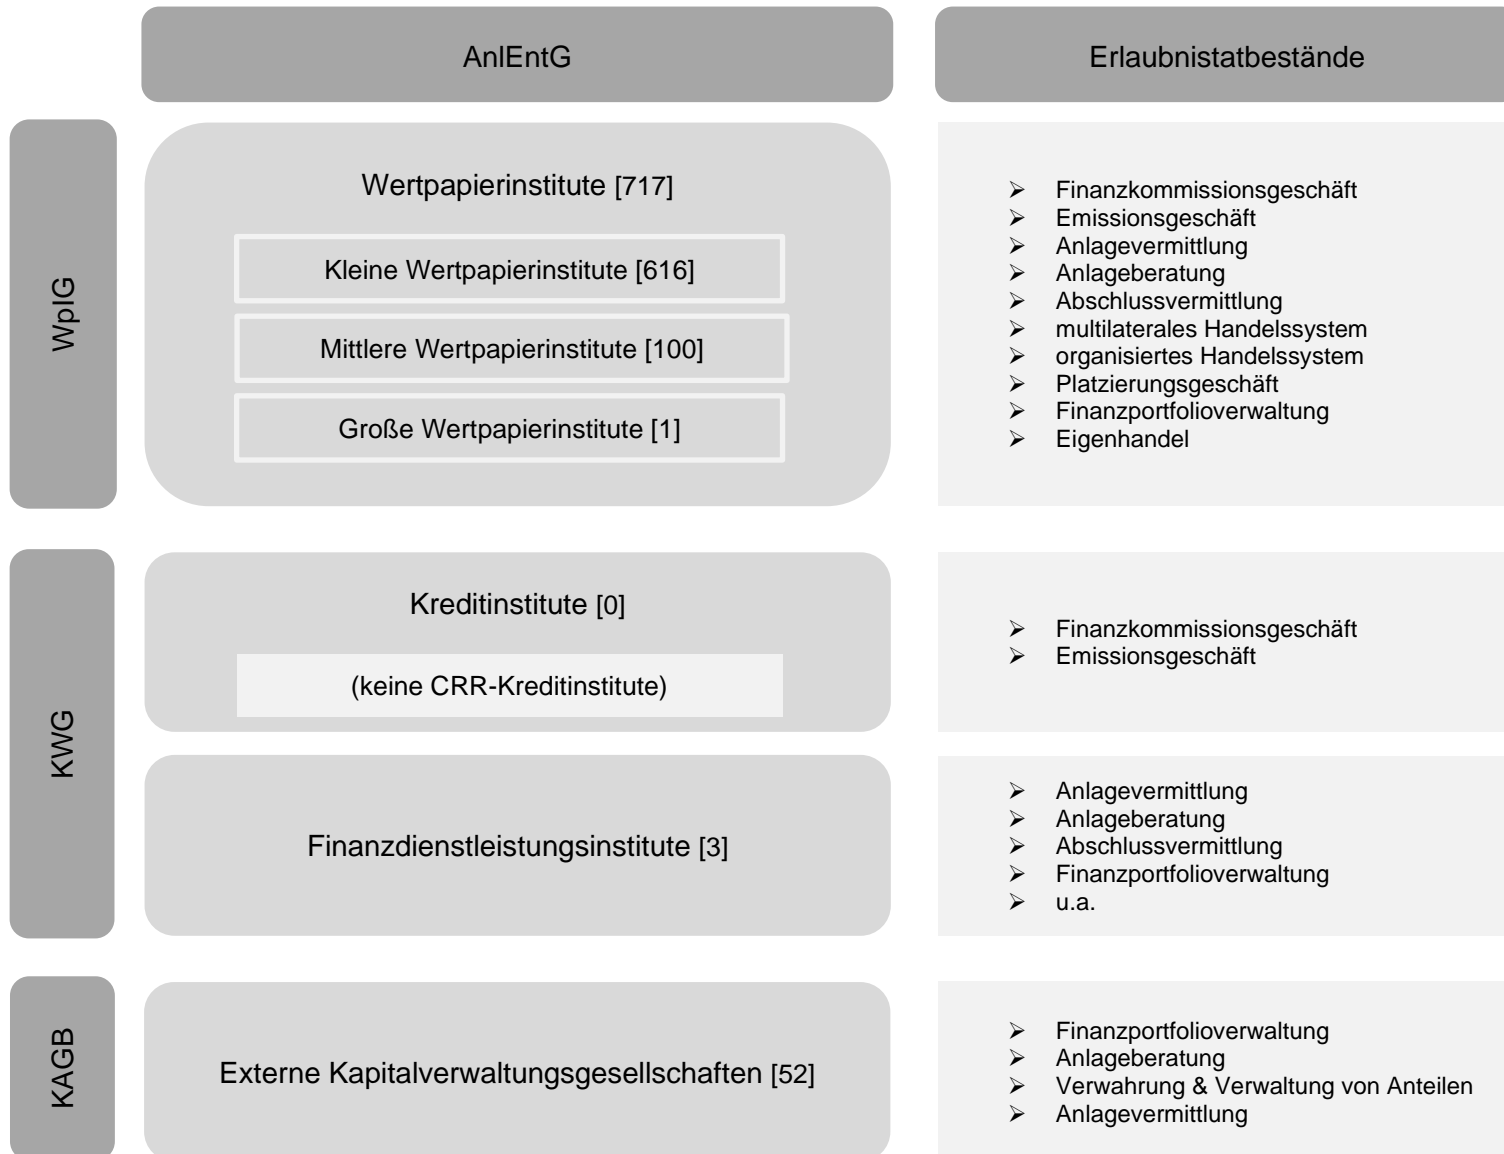 AnlEntG
Erlaubnistatbestände
WpIG
Wertpapierinstitute [717]
Kleine Wertpapierinstitute [616]
Mittlere Wertpapierinstitute [100]
Große Wertpapierinstitute [1]
➢ Finanzkommissionsgeschäft
➢ Emissionsgeschäft
➢ Anlagevermittlung
➢ Anlageberatung
➢ Abschlussvermittlung
➢ multilaterales Handelssystem
➢ organisiertes Handelssystem
➢ Platzierungsgeschäft
➢ Finanzportfolioverwaltung
➢ Eigenhandel
KWG
Kreditinstitute [0]
(keine CRR-Kreditinstitute)
➢ Finanzkommissionsgeschäft
➢ Emissionsgeschäft
Finanzdienstleistungsinstitute [3]
➢ Anlagevermittlung
➢ Anlageberatung
➢ Abschlussvermittlung
➢ Finanzportfolioverwaltung
➢ u.a.
KAGB
Externe Kapitalverwaltungsgesellschaften [52]
➢ Finanzportfolioverwaltung
➢ Anlageberatung
➢ Verwahrung & Verwaltung von Anteilen
➢ Anlagevermittlung